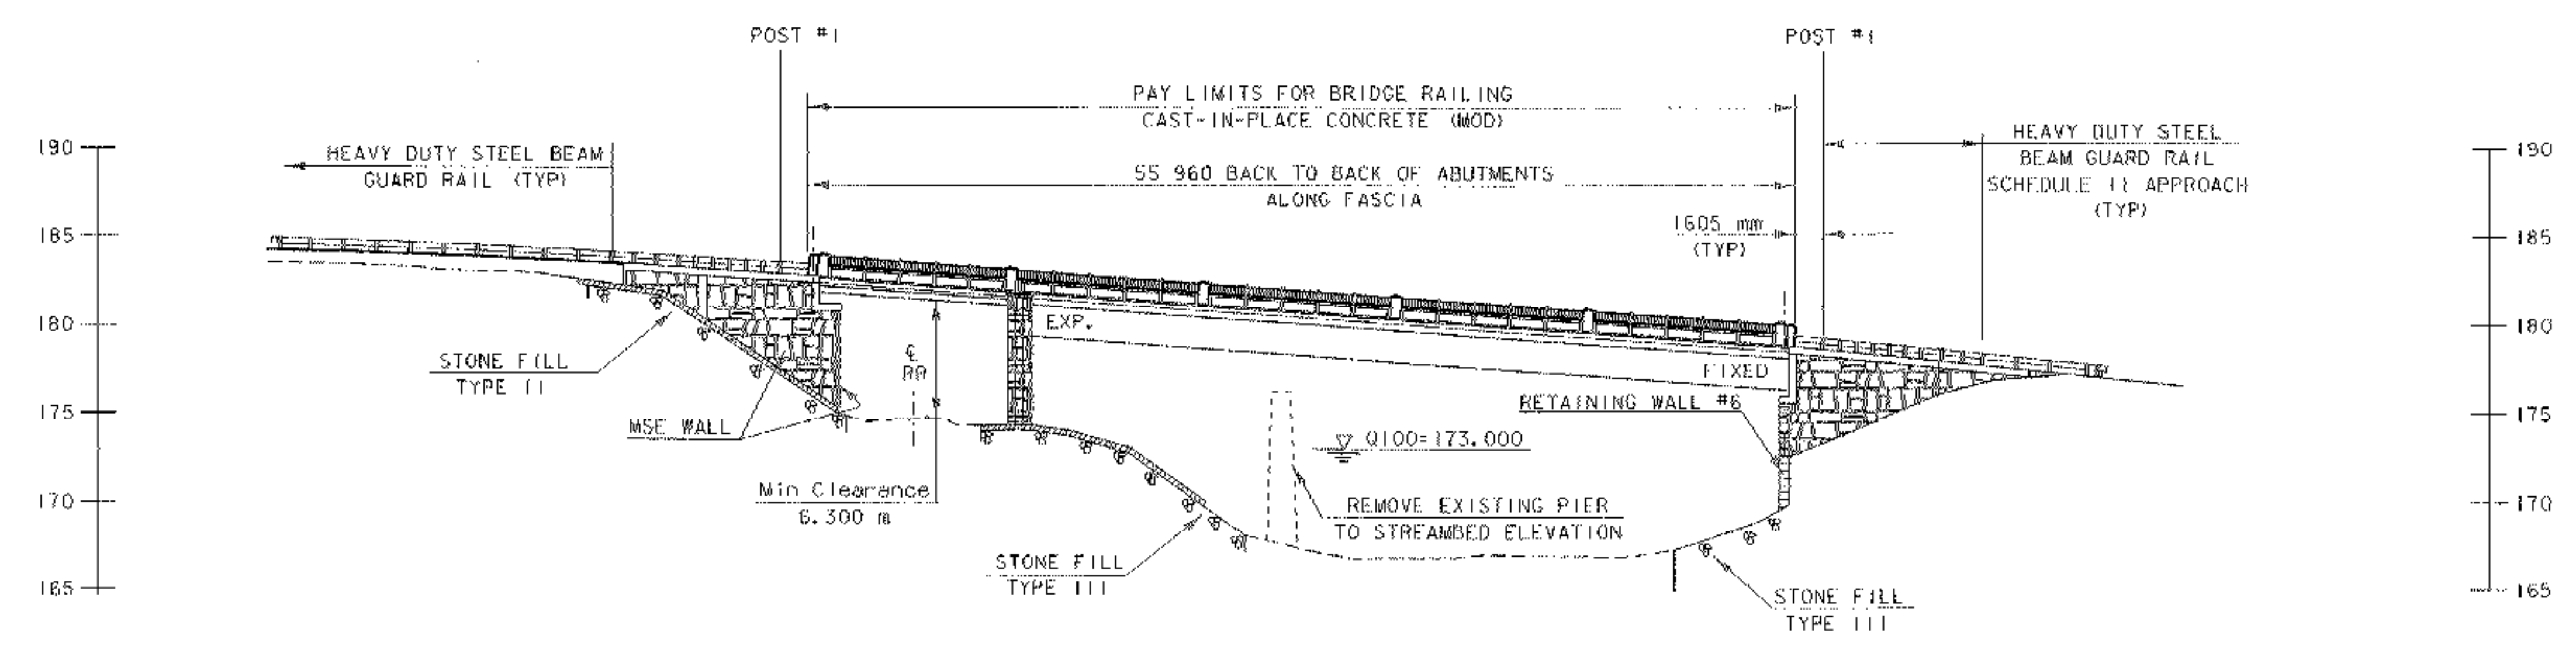 POST #1
POST #1
PAY LIMITS FOR BRIDGE RAILING
CAST-IN-PLACE CONCRETE (MOD)
HEAVY DUTY STEEL BEAM
GUARD RAIL (TYP)
HEAVY DUTY STEEL
BEAM GUARD RAIL
SCHEDULE II APPROACH
(TYP)
55 960 BACK TO BACK OF ABUTMENTS
ALONG FASCIA
1605 mm
(TYP)
190
185
180
175
170
165
190
185
180
175
170
165
EXP.
FIXED
STONE FILL
TYPE II
℄
RR
MSE WALL
RETAINING WALL #6
Q100=173.000
Min Clearance
6.300 m
REMOVE EXISTING PIER
TO STREAMBED ELEVATION
STONE FILL
TYPE III
STONE FILL
TYPE III